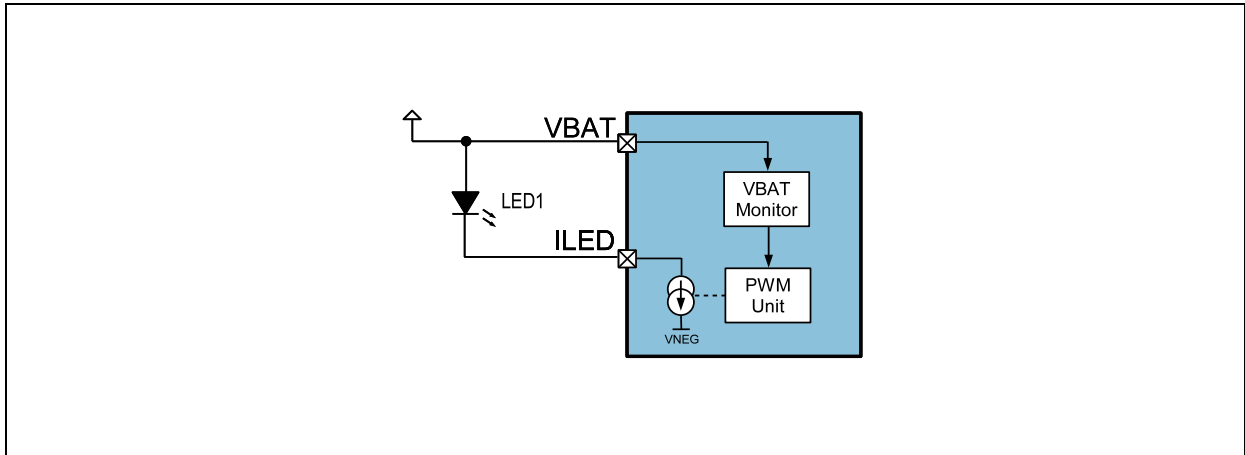 VBAT
LED1
ILED
VBAT
Monitor
PWM
Unit
VNEG